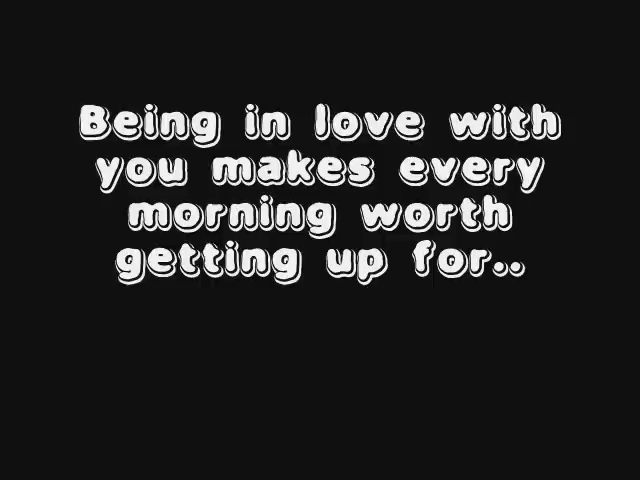 Being in love with
you makes every
morning worth
getting up for..